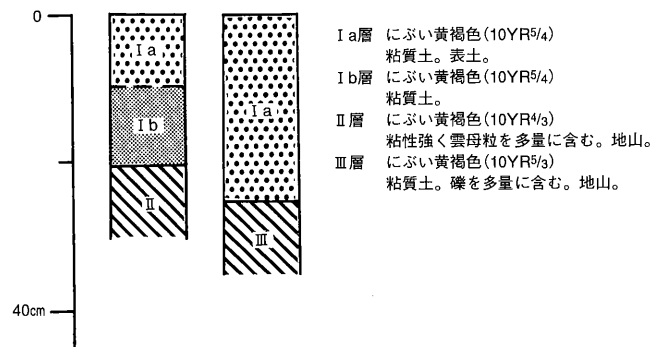 0
Ⅰa
Ⅰb
Ⅱ
Ⅰa
Ⅲ
40cm
Ⅰa層 にぶい黄褐色(10YR5/4)
粘質土。表土。
Ⅰb層 にぶい黄褐色(10YR5/4)
粘質土。
Ⅱ層 にぶい黄褐色(10YR4/3)
粘性強く雲母粒を多量に含む。地山。
Ⅲ層 にぶい黄褐色(10YR5/3)
粘質土。礫を多量に含む。地山。